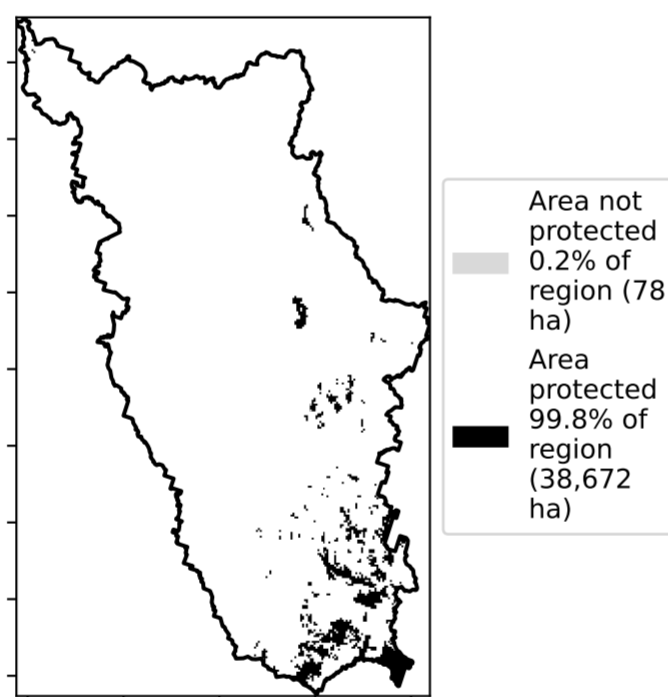 Area not
protected
0.2% of
region (78
ha)
Area
protected
99.8% of
region
(38,672
ha)